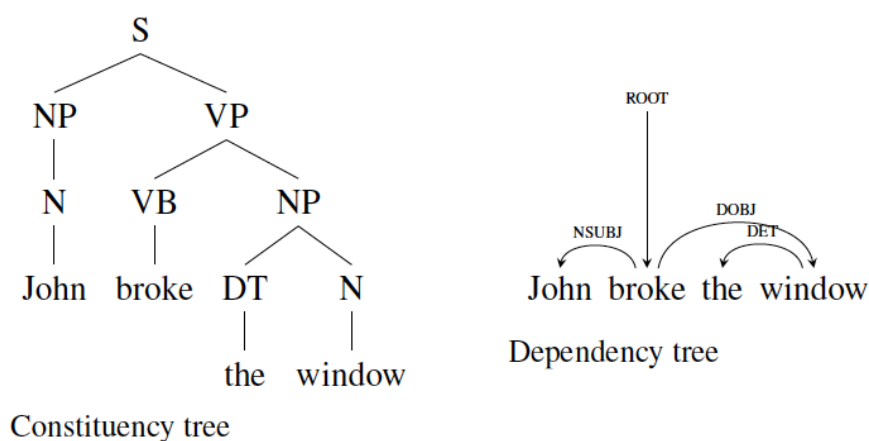 S
NP VP
N VB NP
John broke DT N
the window
Constituency tree
ROOT
DOBJ
NSUBJ DET
John broke the window
Dependency tree